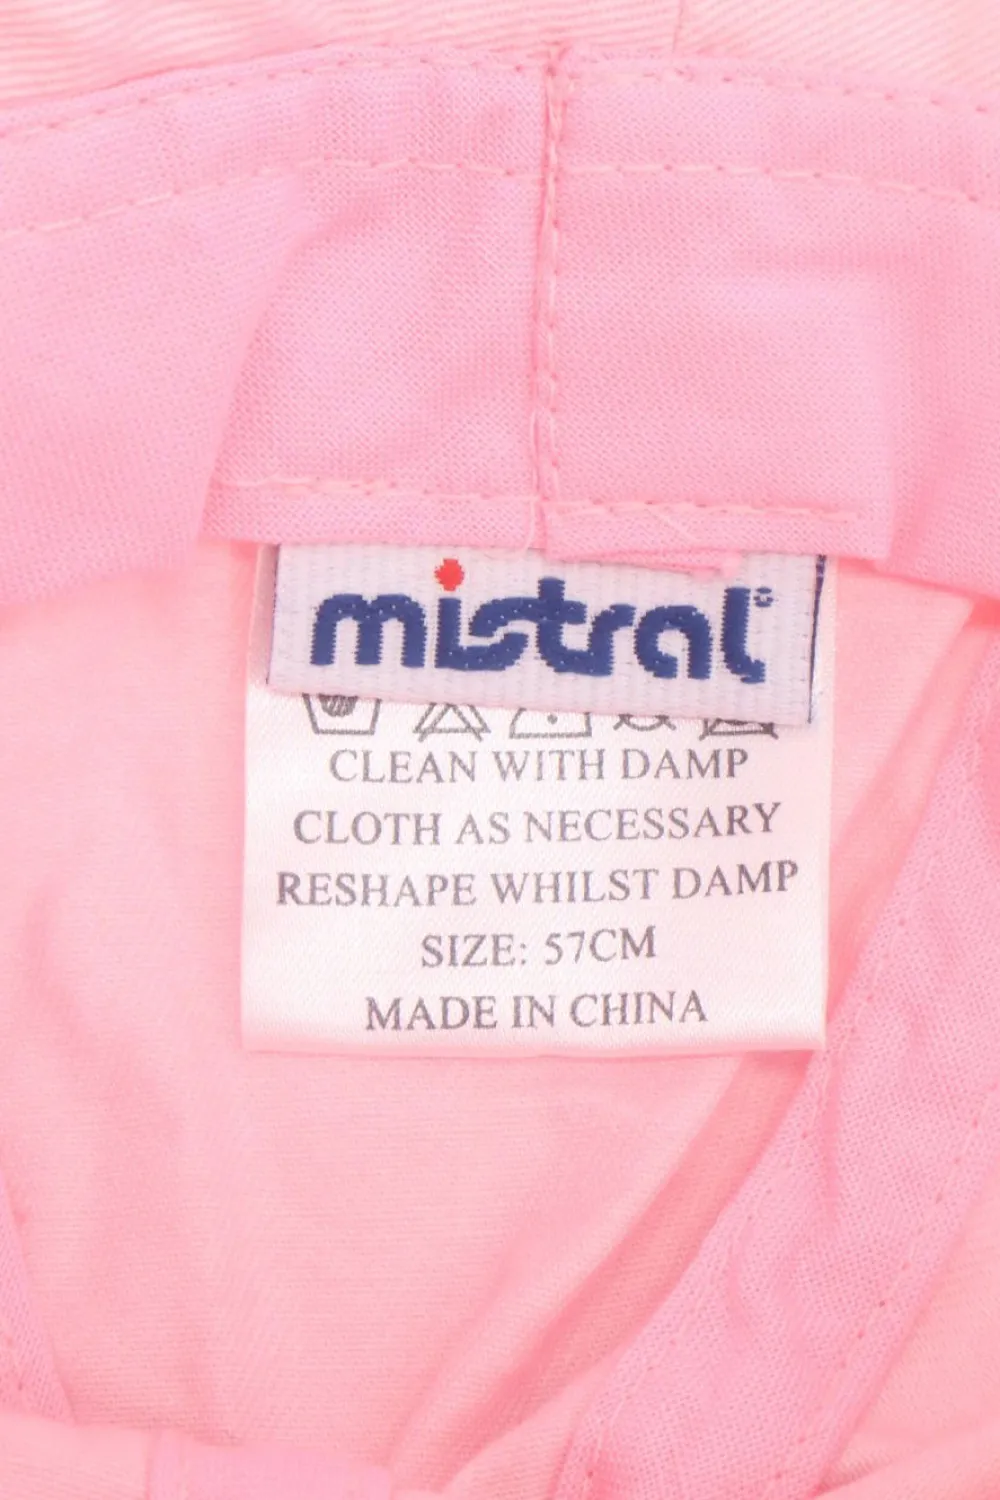 mistral
CLEAN WITH DAMP
CLOTH AS NECESSARY
RESHAPE WHILST DAMP
SIZE: 57CM
MADE IN CHINA